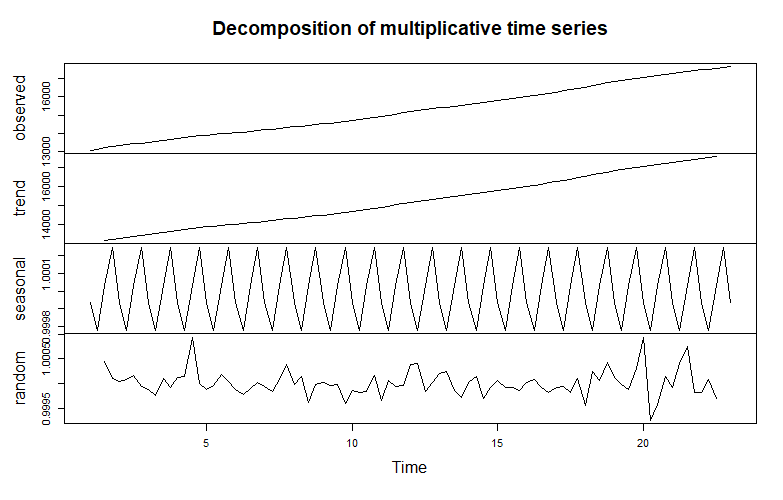 Decomposition of multiplicative time series
observed
13000
16000
trend
14000
16000
seasonal
0.9998
1.0001
random
0.9995
1.0005
5
10
15
20
Time